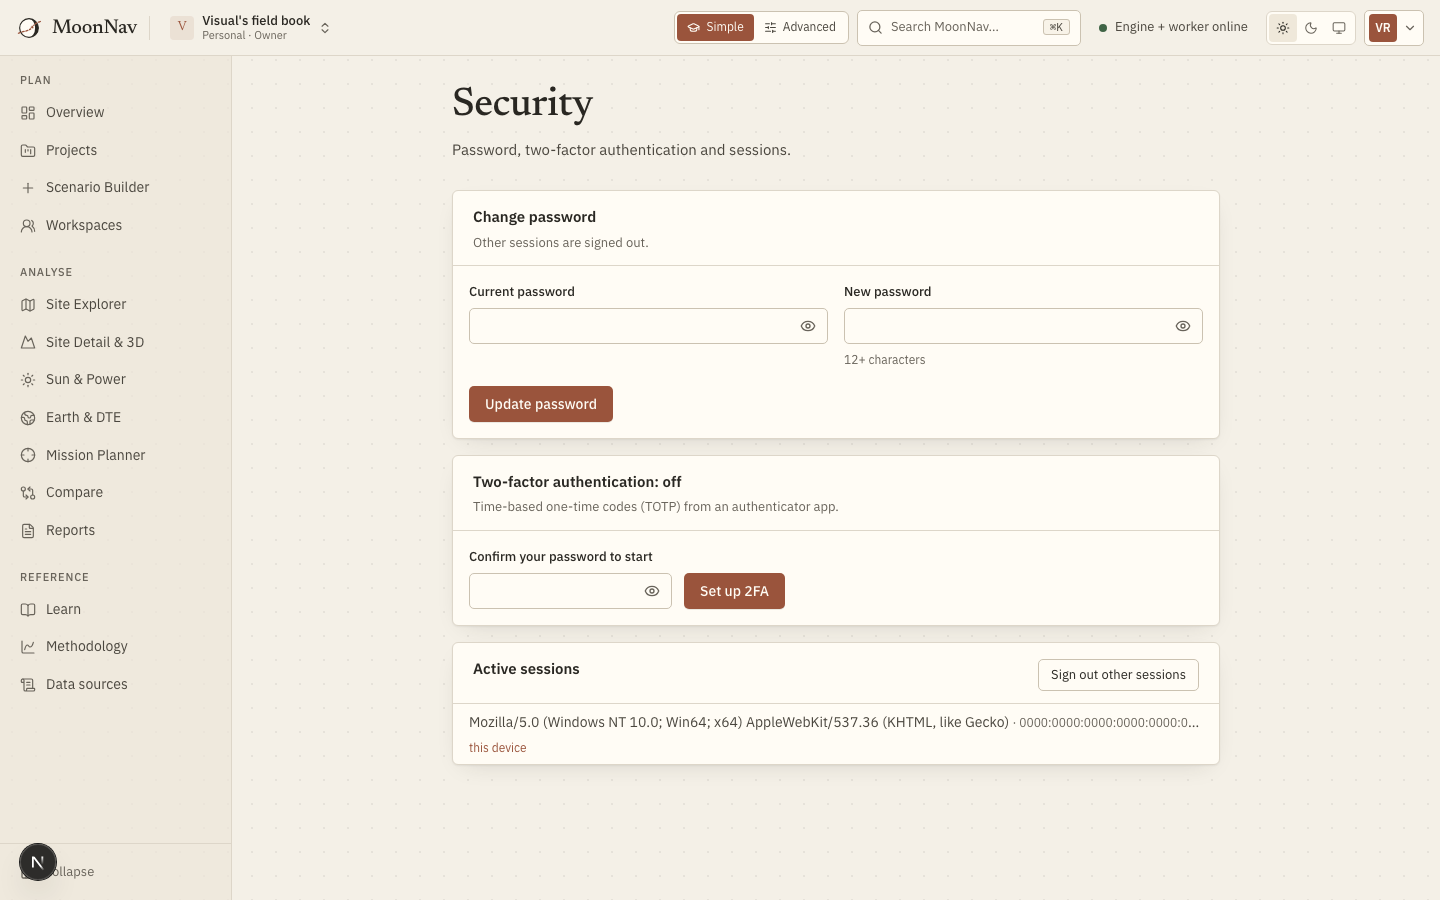 MoonNav
V
Visual's field book
Personal · Owner
Simple
Advanced
Search MoonNav...
⌘K
Engine + worker online
VR
PLAN
Overview
Projects
Scenario Builder
Workspaces
ANALYSE
Site Explorer
Site Detail & 3D
Sun & Power
Earth & DTE
Mission Planner
Compare
Reports
REFERENCE
Learn
Methodology
Data sources
N
ollapse
Security
Password, two-factor authentication and sessions.
Change password
Other sessions are signed out.
Current password
New password
12+ characters
Update password
Two-factor authentication: off
Time-based one-time codes (TOTP) from an authenticator app.
Confirm your password to start
Set up 2FA
Active sessions
Sign out other sessions
Mozilla/5.0 (Windows NT 10.0; Win64; x64) AppleWebKit/537.36 (KHTML, like Gecko) · 0000:0000:0000:0000:0000:0...
this device